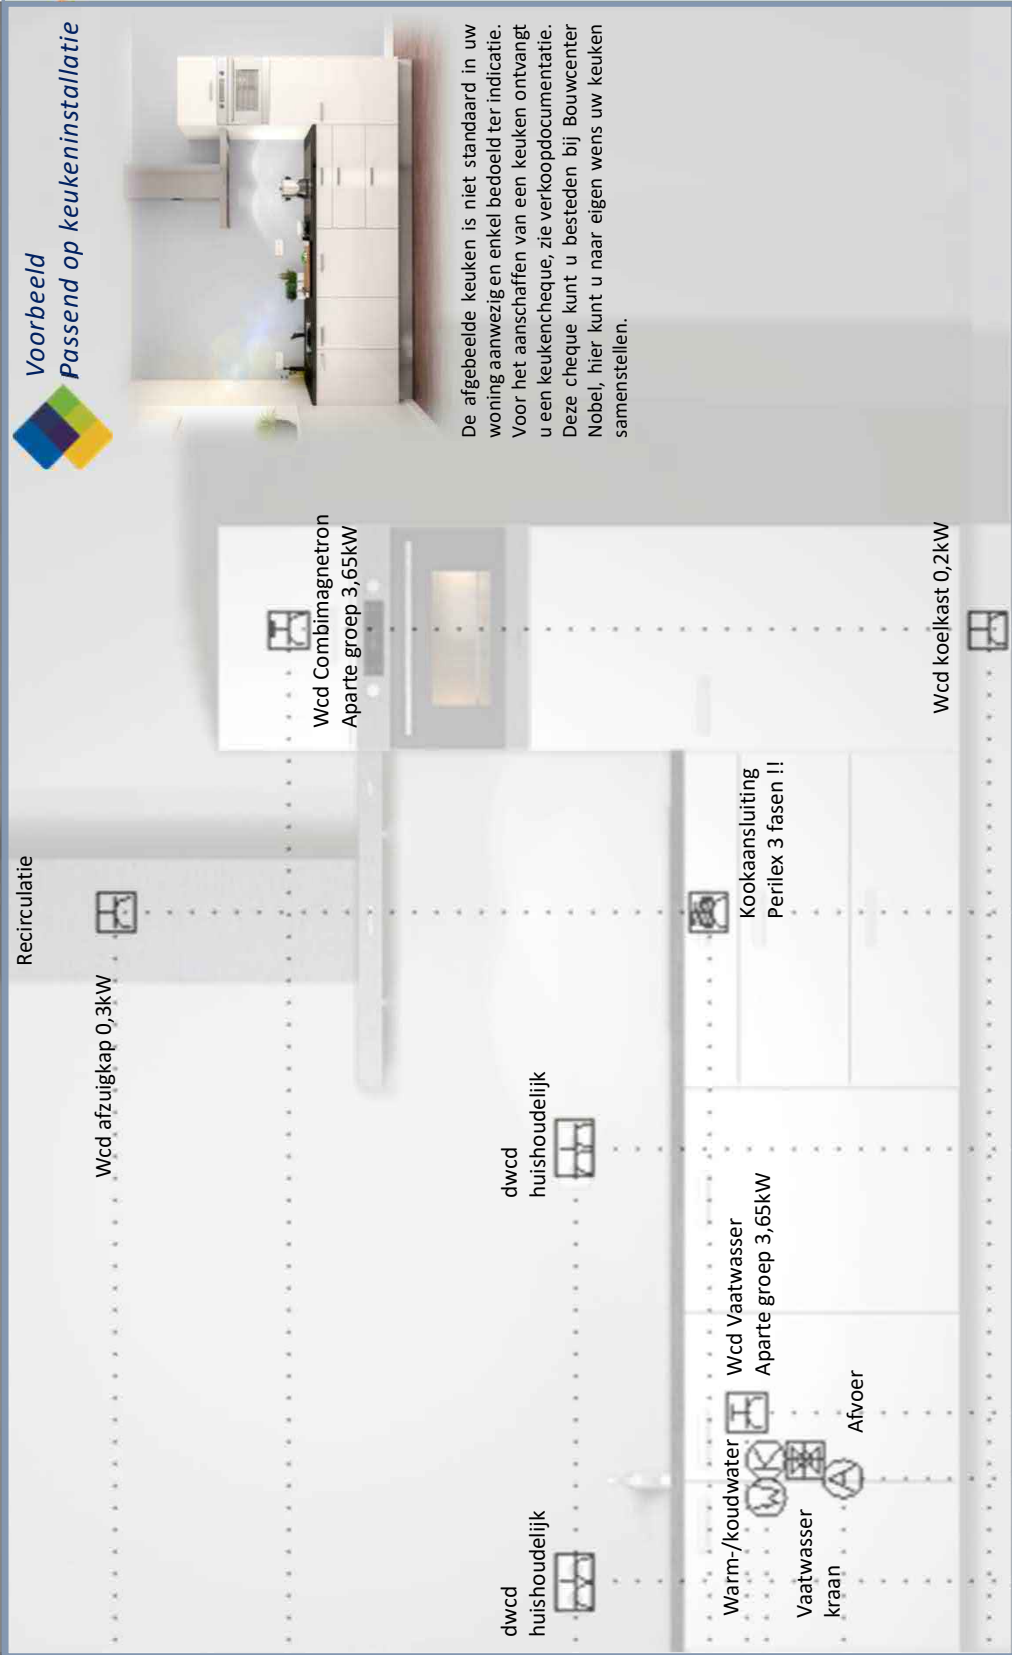 Voorbeeld
Passend op keukeninstallatie
De afgebeelde keuken is niet standaard in uw
woning aanwezig en enkel bedoeld ter indicatie.
Voor het aanschaffen van een keuken ontvangt
u een keukencheque, zie verkoopdocumentatie.
Deze cheque kunt u besteden bij Bouwcenter
Nobel, hier kunt u naar eigen wens uw keuken
samenstellen.
Recirculatie
Wcd afzuigkap 0,3kW
Wcd Combimagnetron
Aparte groep 3,65kW
dwcd
huishoudelijk
dwcd
huishoudelijk
Kookaansluiting
Perilex 3 fasen !!
Wcd Vaatwasser
Aparte groep 3,65kW
Warm-/koudwater
W
K
Vaatwasser
kraan
A
Afvoer
Wcd koelkast 0,2kW